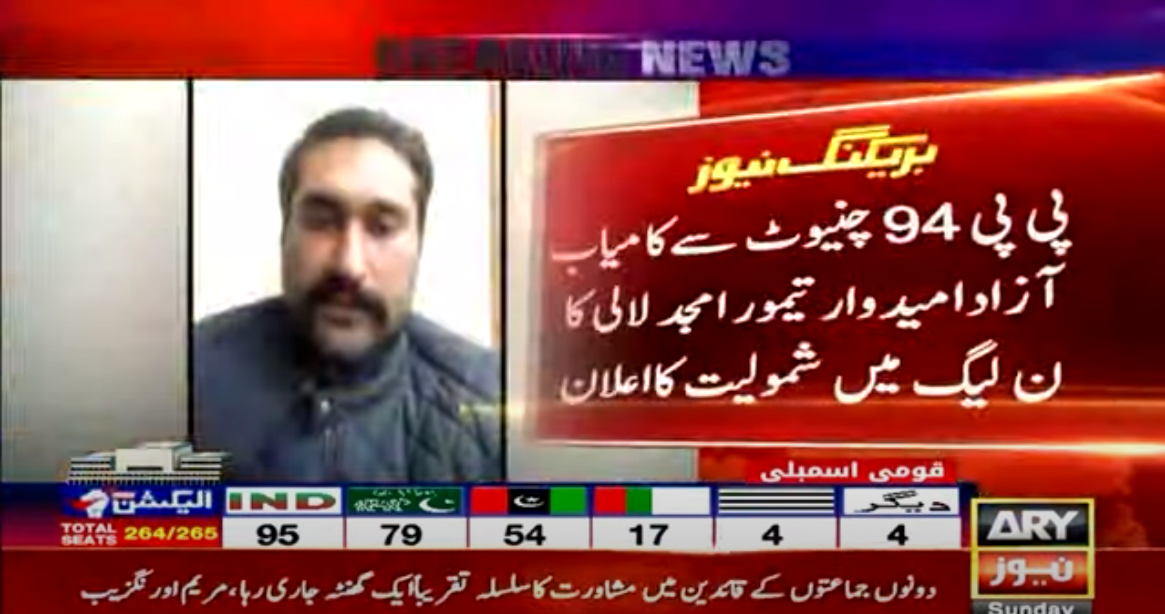 BREAKING NEWS
بریکنگ نیوز
پی پی 94 چنیوٹ سے کامیاب
آزاد امیدوار تیمور امجد لالی کا
ن لیگ میں شمولیت کا اعلان
قومی اسمبلی
الیکشن IND دیگر
TOTAL SEATS 264/265 95 79 54 17 4 4
ARY
نیوز
Sunday
دونوں جماعتوں کے قائدین میں مشاورت کا سلسلہ تقریباً ایک گھنٹہ جاری رہا، مریم اورنگزیب